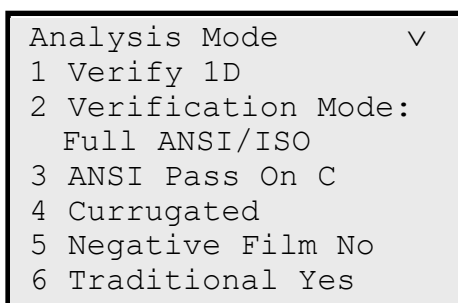 Analysis Mode v
1 Verify 1D
2 Verification Mode:
Full ANSI/ISO
3 ANSI Pass On C
4 Currugated
5 Negative Film No
6 Traditional Yes